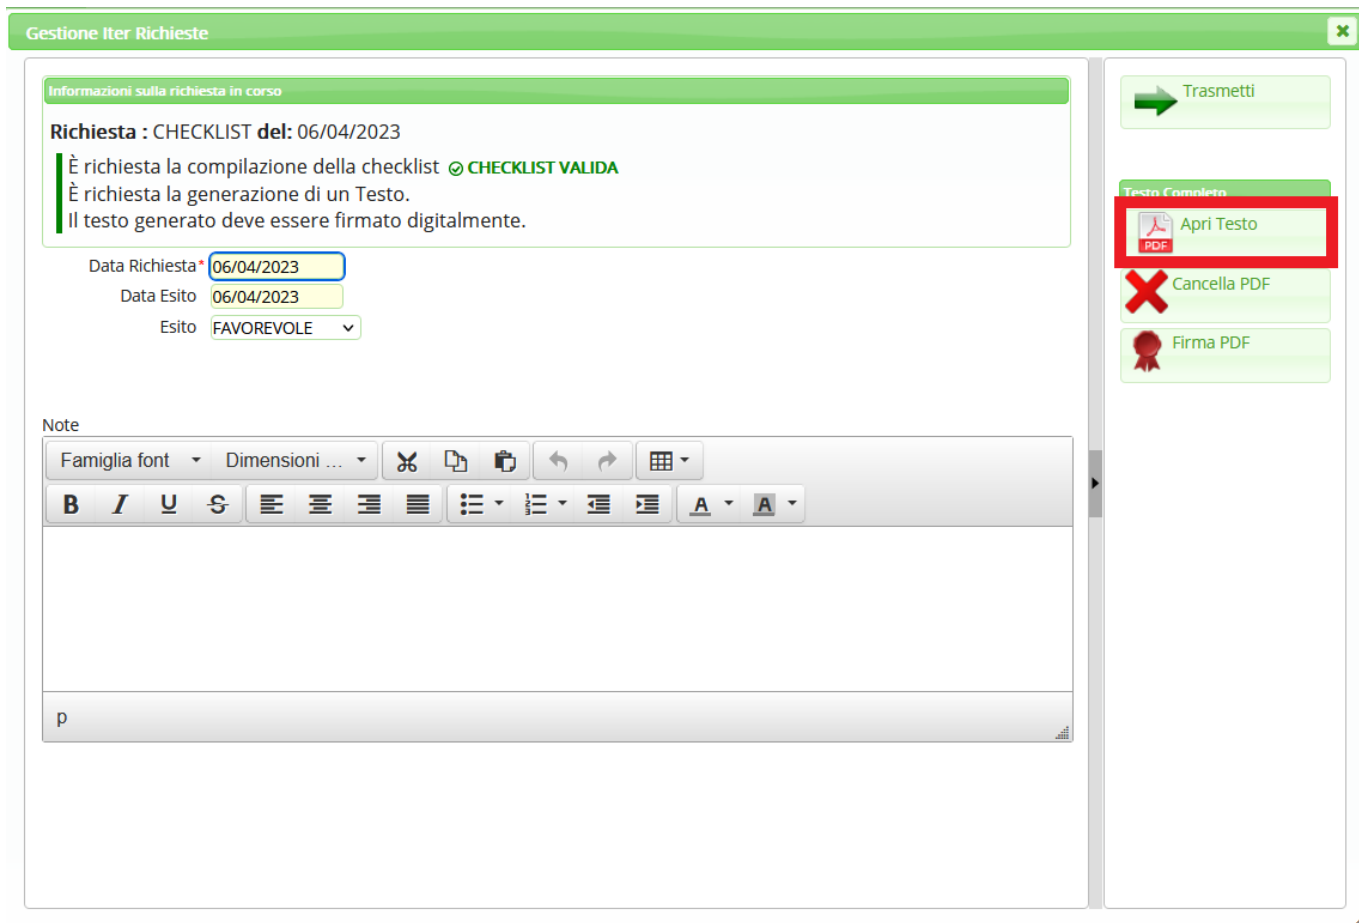 Gestione Iter Richieste
Informazioni sulla richiesta in corso
Richiesta : CHECKLIST del: 06/04/2023
È richiesta la compilazione della checklist CHECKLIST VALIDA
È richiesta la generazione di un Testo.
Il testo generato deve essere firmato digitalmente.
Data Richiesta* 06/04/2023
Data Esito 06/04/2023
Esito FAVOREVOLE
Note
Famiglia font Dimensioni ...
B I U S A A
p
Trasmetti
Testo Completo
PDF Apri Testo
Cancella PDF
Firma PDF